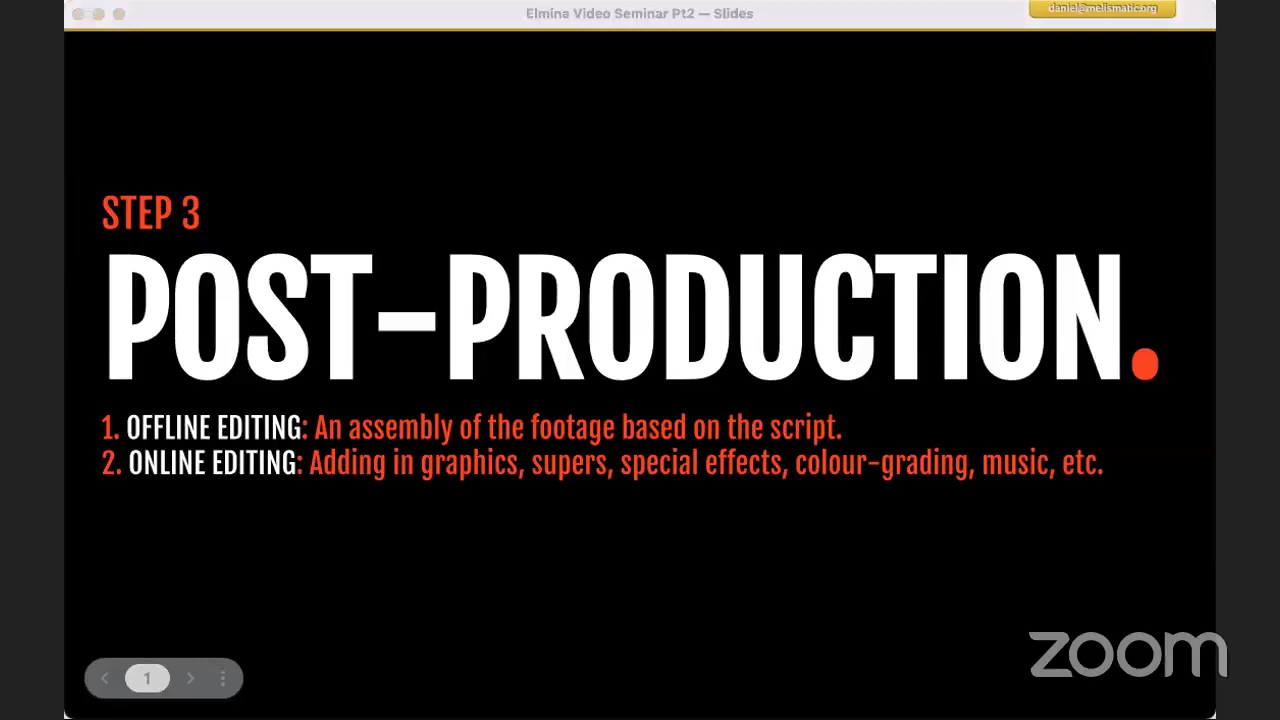 Elmina Video Seminar Pt2 — Slides
daniel@melismatic.org
STEP 3
POST-PRODUCTION.
1. OFFLINE EDITING: An assembly of the footage based on the script.
2. ONLINE EDITING: Adding in graphics, supers, special effects, colour-grading, music, etc.
1
zoom